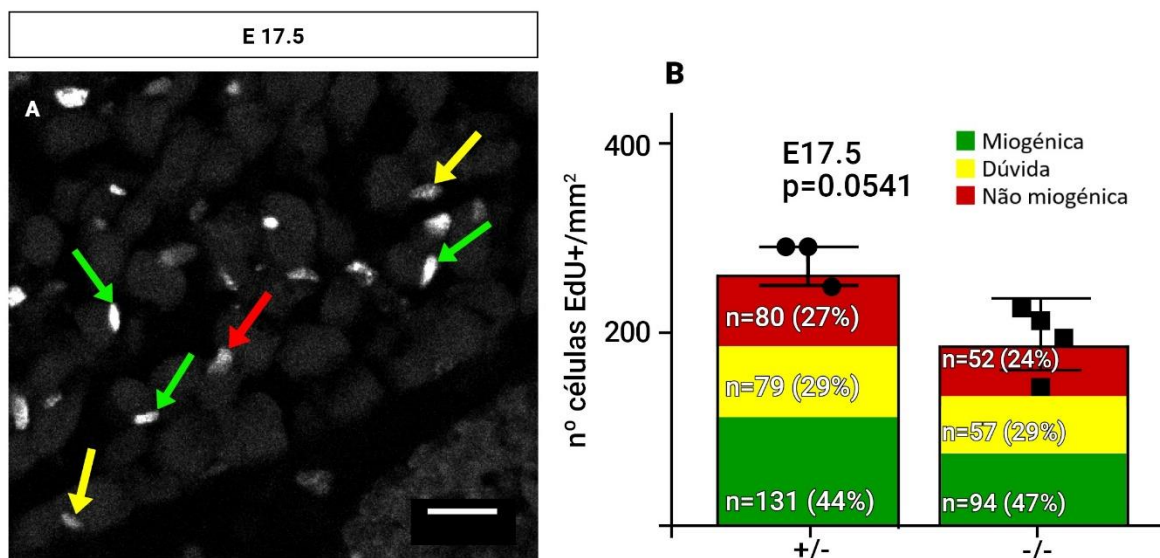 E 17.5
A
B
400
200
nº células EdU+/mm²
E17.5
p=0.0541
Miogénica
Dúvida
Não miogénica
n=80 (27%)
n=79 (29%)
n=131 (44%)
n=52 (24%)
n=57 (29%)
n=94 (47%)
+/-
-/-